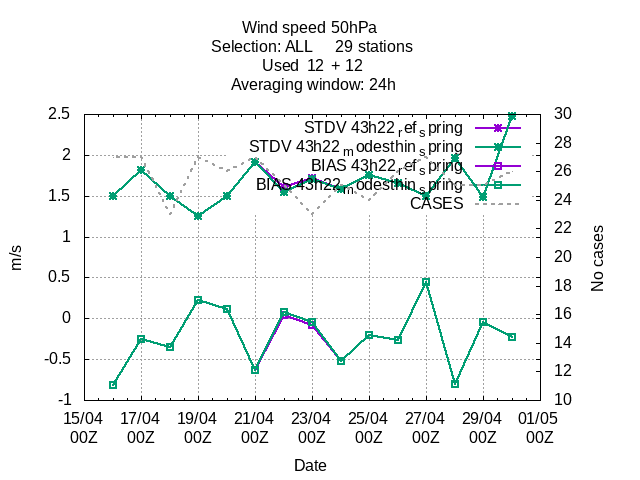 Wind speed 50hPa
Selection: ALL 29 stations
Used 12 + 12
Averaging window: 24h
2.5
2
1.5
1
0.5
0
-0.5
-1
m/s
30
28
26
24
22
20
18
16
14
12
10
No cases
STDV 43h22_ref_spring
STDV 43h22_modesthin_spring
BIAS 43h22_ref_spring
BIAS 43h22_modesthin_spring
CASES
15/04 17/04 19/04 21/04 23/04 25/04 27/04 29/04 01/05
00Z 00Z 00Z 00Z 00Z 00Z 00Z 00Z 00Z
Date